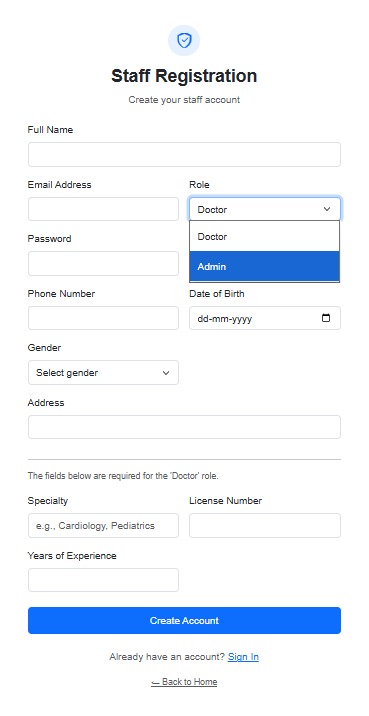 Staff Registration
Create your staff account
Full Name
Email Address
Role
Doctor
Doctor
Admin
Password
Phone Number
Date of Birth
dd-mm-yyyy
Gender
Select gender
Address
The fields below are required for the 'Doctor' role.
Specialty
License Number
e.g., Cardiology, Pediatrics
Years of Experience
Create Account
Already have an account? Sign In
← Back to Home